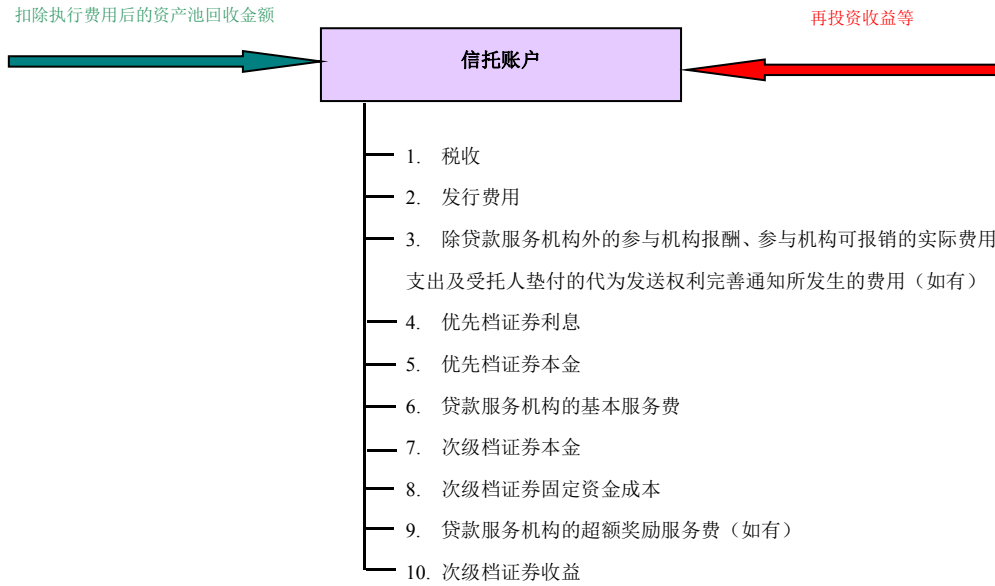 扣除执行费用后的资产池回收金额
再投资收益等
信托账户
1. 税收
2. 发行费用
3. 除贷款服务机构外的参与机构报酬、参与机构可报销的实际费用
支出及受托人垫付的代为发送权利完善通知所发生的费用（如有）
4. 优先档证券利息
5. 优先档证券本金
6. 贷款服务机构的基本服务费
7. 次级档证券本金
8. 次级档证券固定资金成本
9. 贷款服务机构的超额奖励服务费（如有）
10. 次级档证券收益